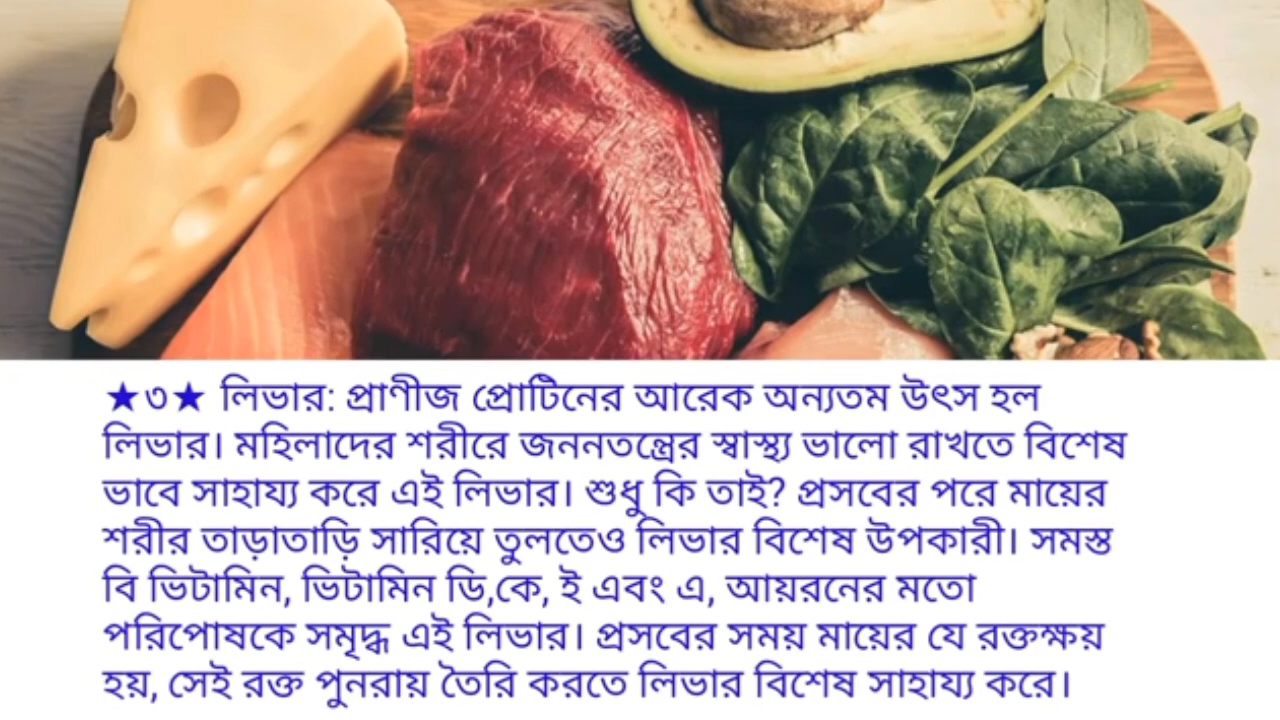 ★৩★ লিভার: প্রাণীজ প্রোটিনের আরেক অন্যতম উৎস হল
লিভার। মহিলাদের শরীরে জননতন্ত্রের স্বাস্থ্য ভালো রাখতে বিশেষ
ভাবে সাহায্য করে এই লিভার। শুধু কি তাই? প্রসবের পরে মায়ের
শরীর তাড়াতাড়ি সারিয়ে তুলতেও লিভার বিশেষ উপকারী। সমস্ত
বি ভিটামিন, ভিটামিন ডি,কে, ই এবং এ, আয়রনের মতো
পরিপোষকে সমৃদ্ধ এই লিভার। প্রসবের সময় মায়ের যে রক্তক্ষয়
হয়, সেই রক্ত পুনরায় তৈরি করতে লিভার বিশেষ সাহায্য করে।